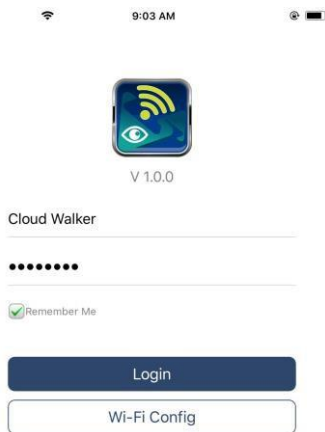 9:03 AM
V 1.0.0
Cloud Walker
●●●●●●●●
Remember Me
Login
Wi-Fi Config